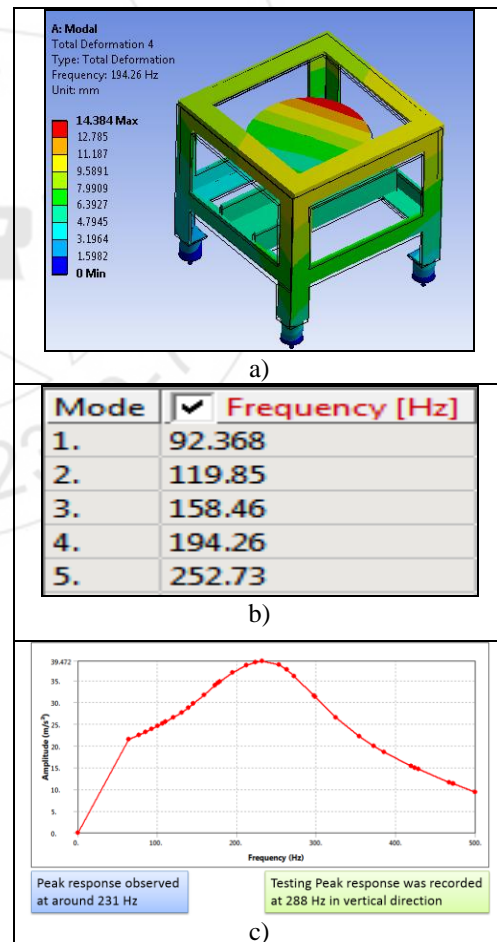 A: Modal
Total Deformation 4
Type: Total Deformation
Frequency: 194.26 Hz
Unit: mm
14.384 Max
12.785
11.187
9.5891
7.9909
6.3927
4.7945
3.1964
1.5982
0 Min
a)
Mode Frequency [Hz]
1. 92.368
2. 119.85
3. 158.46
4. 194.26
5. 252.73
b)
39.472
35.
30.
25.
20.
15.
10.
5.
0.
Amplitude (m/s²)
0. 100. 200. 300. 400. 500.
Frequency (Hz)
Peak response observed
at around 231 Hz
Testing Peak response was recorded
at 288 Hz in vertical direction
c)